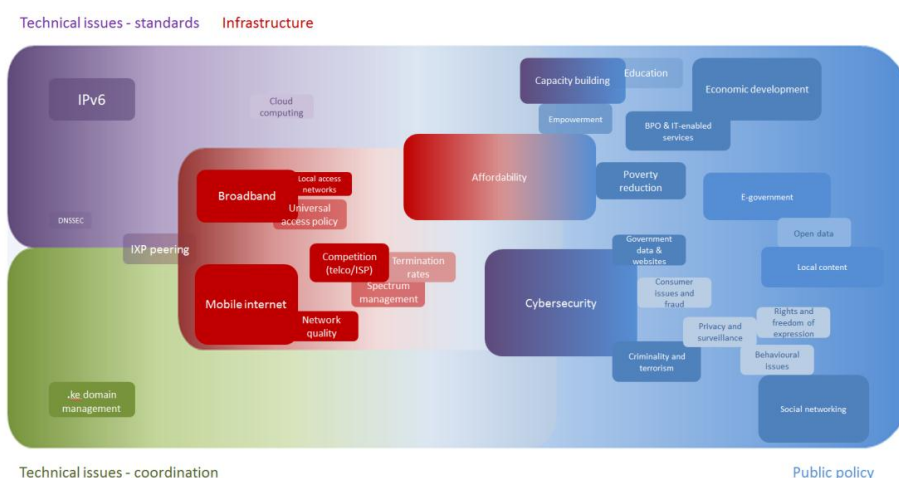 Technical issues - standards
Infrastructure
IPv6
Cloud
computing
Capacity building
Education
Economic development
Empowerment
BPO & IT-enabled
services
Affordability
Poverty
reduction
Broadband
Local access
networks
Universal
access policy
E-government
DNSSEC
IXP peering
Competition
(telco/ISP)
Termination
rates
Spectrum
management
Mobile internet
Network
quality
Government
data &
websites
Open data
Local content
Cybersecurity
Consumer
issues and
fraud
Rights and
freedom of
expression
Privacy and
surveillance
Criminality and
terrorism
Behavioural
issues
.ke domain
management
Social networking
Technical issues - coordination
Public policy